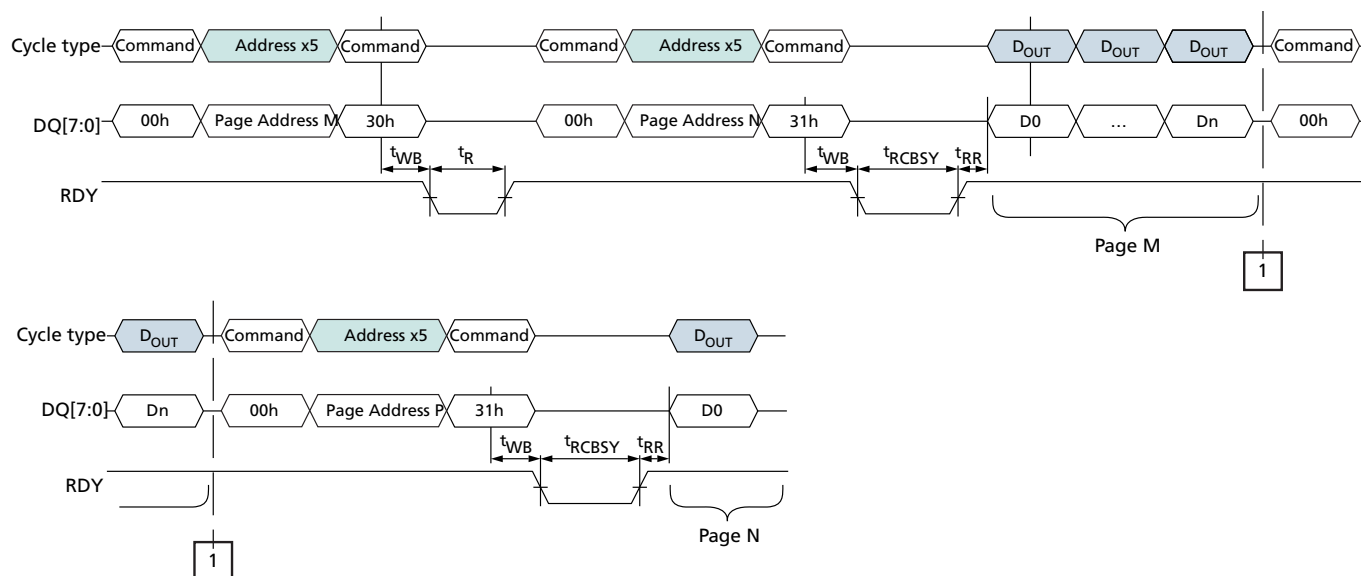 Cycle type Command Address x5 Command Command Address x5 Command DOUT DOUT DOUT Command
DQ[7:0] 00h Page Address M 30h 00h Page Address N 31h D0 … Dn 00h
tWB tR tWB tRCBSY tRR
RDY
Page M
1
Cycle type DOUT Command Address x5 Command DOUT
DQ[7:0] Dn 00h Page Address P 31h D0
tWB tRCBSY tRR
RDY
Page N
1